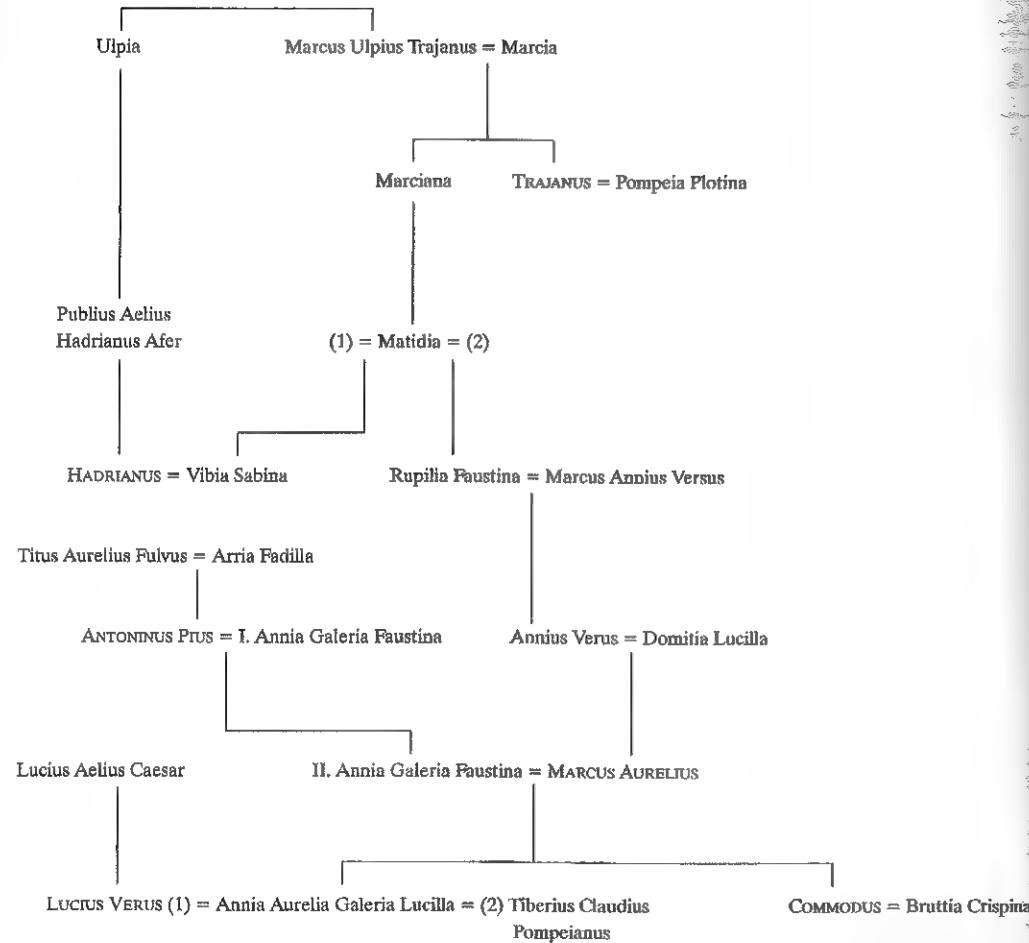 Ulpia Marcus Ulpius Trajanus = Marcia
Marciana TRAJANUS = Pompeia Plotina
Publius Aelius
Hadrianus Afer (1) = Matidia = (2)
HADRIANUS = Vibia Sabina Rupilia Faustina = Marcus Annius Versus
Titus Aurelius Fulvus = Arria Fadilla
ANTONINUS PIUS = I. Annia Galeria Faustina Annius Verus = Domitia Lucilla
Lucius Aelius Caesar II. Annia Galeria Faustina = MARCUS AURELIUS
LUCIUS VERUS (1) = Annia Aurelia Galeria Lucilla = (2) Tiberius Claudius COMMODUS = Bruttia Crispina
Pompeianus